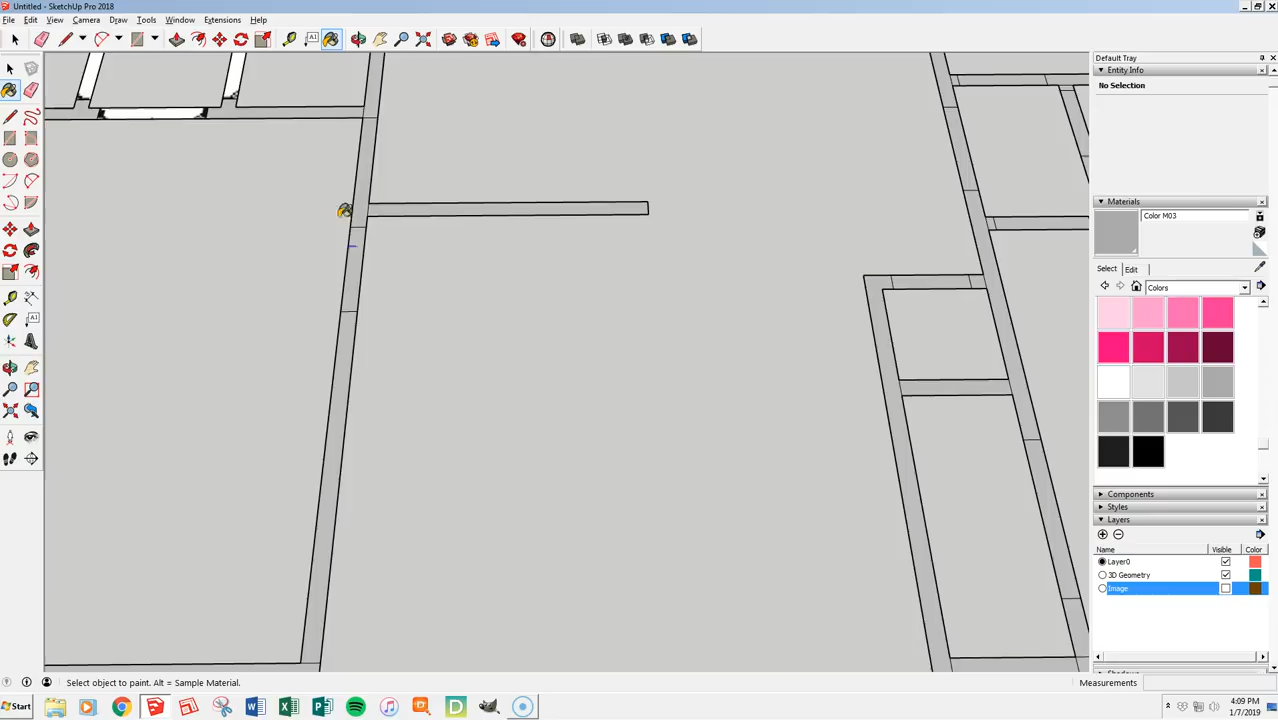 Untitled - SketchUp Pro 2018
File Edit View Camera Draw Tools Window Extensions Help
Default Tray
Entity Info
No Selection
Materials
Color M03
Select Edit
Colors
Components
Styles
Layers
Name Visible Color
Layer0
3D Geometry
Image
Select object to paint. Alt = Sample Material.
Measurements
Start
4:09 PM
1/7/2019